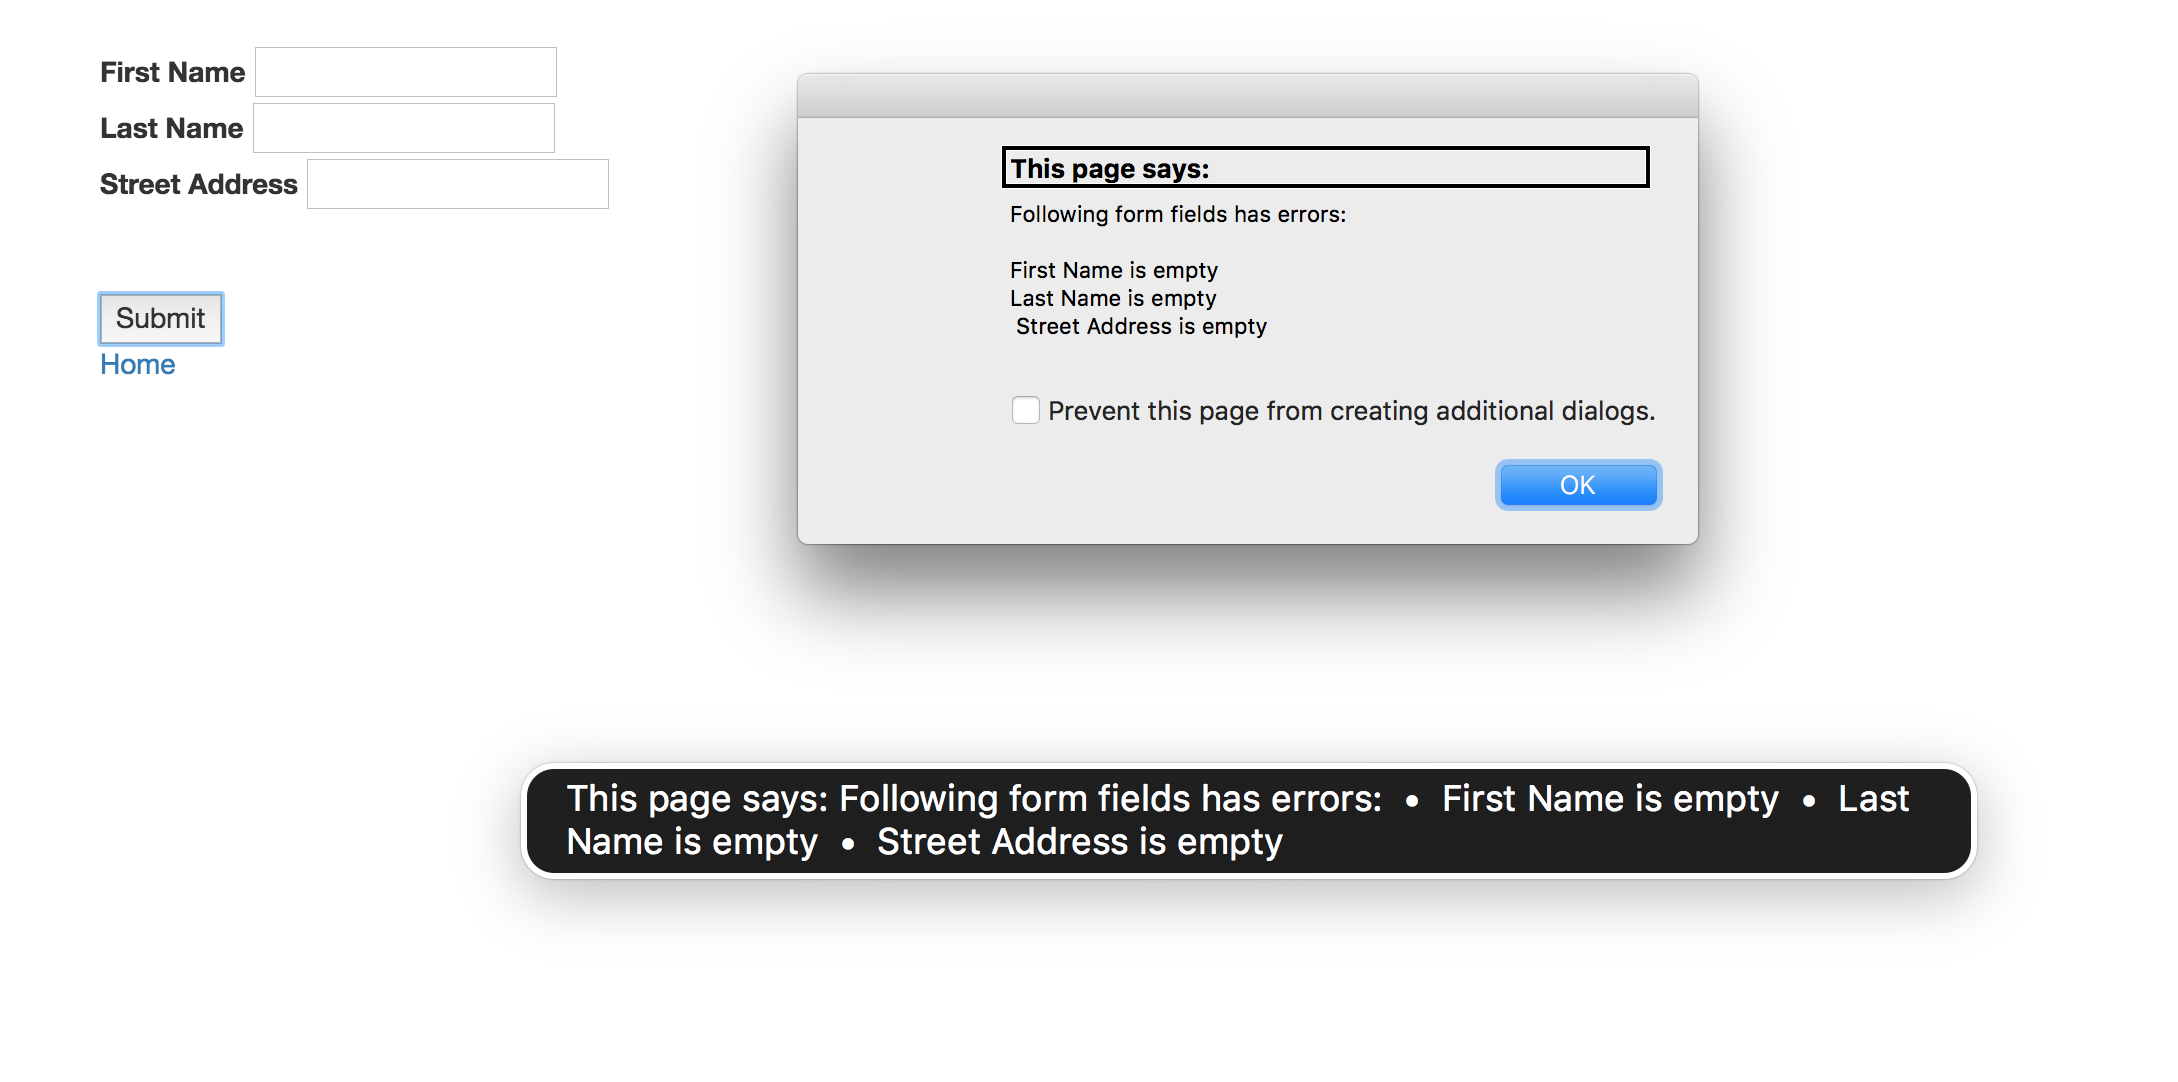 First Name
Last Name
Street Address
Submit
Home
This page says:
Following form fields has errors:
First Name is empty
Last Name is empty
Street Address is empty
Prevent this page from creating additional dialogs.
OK
This page says: Following form fields has errors: • First Name is empty • Last
Name is empty • Street Address is empty